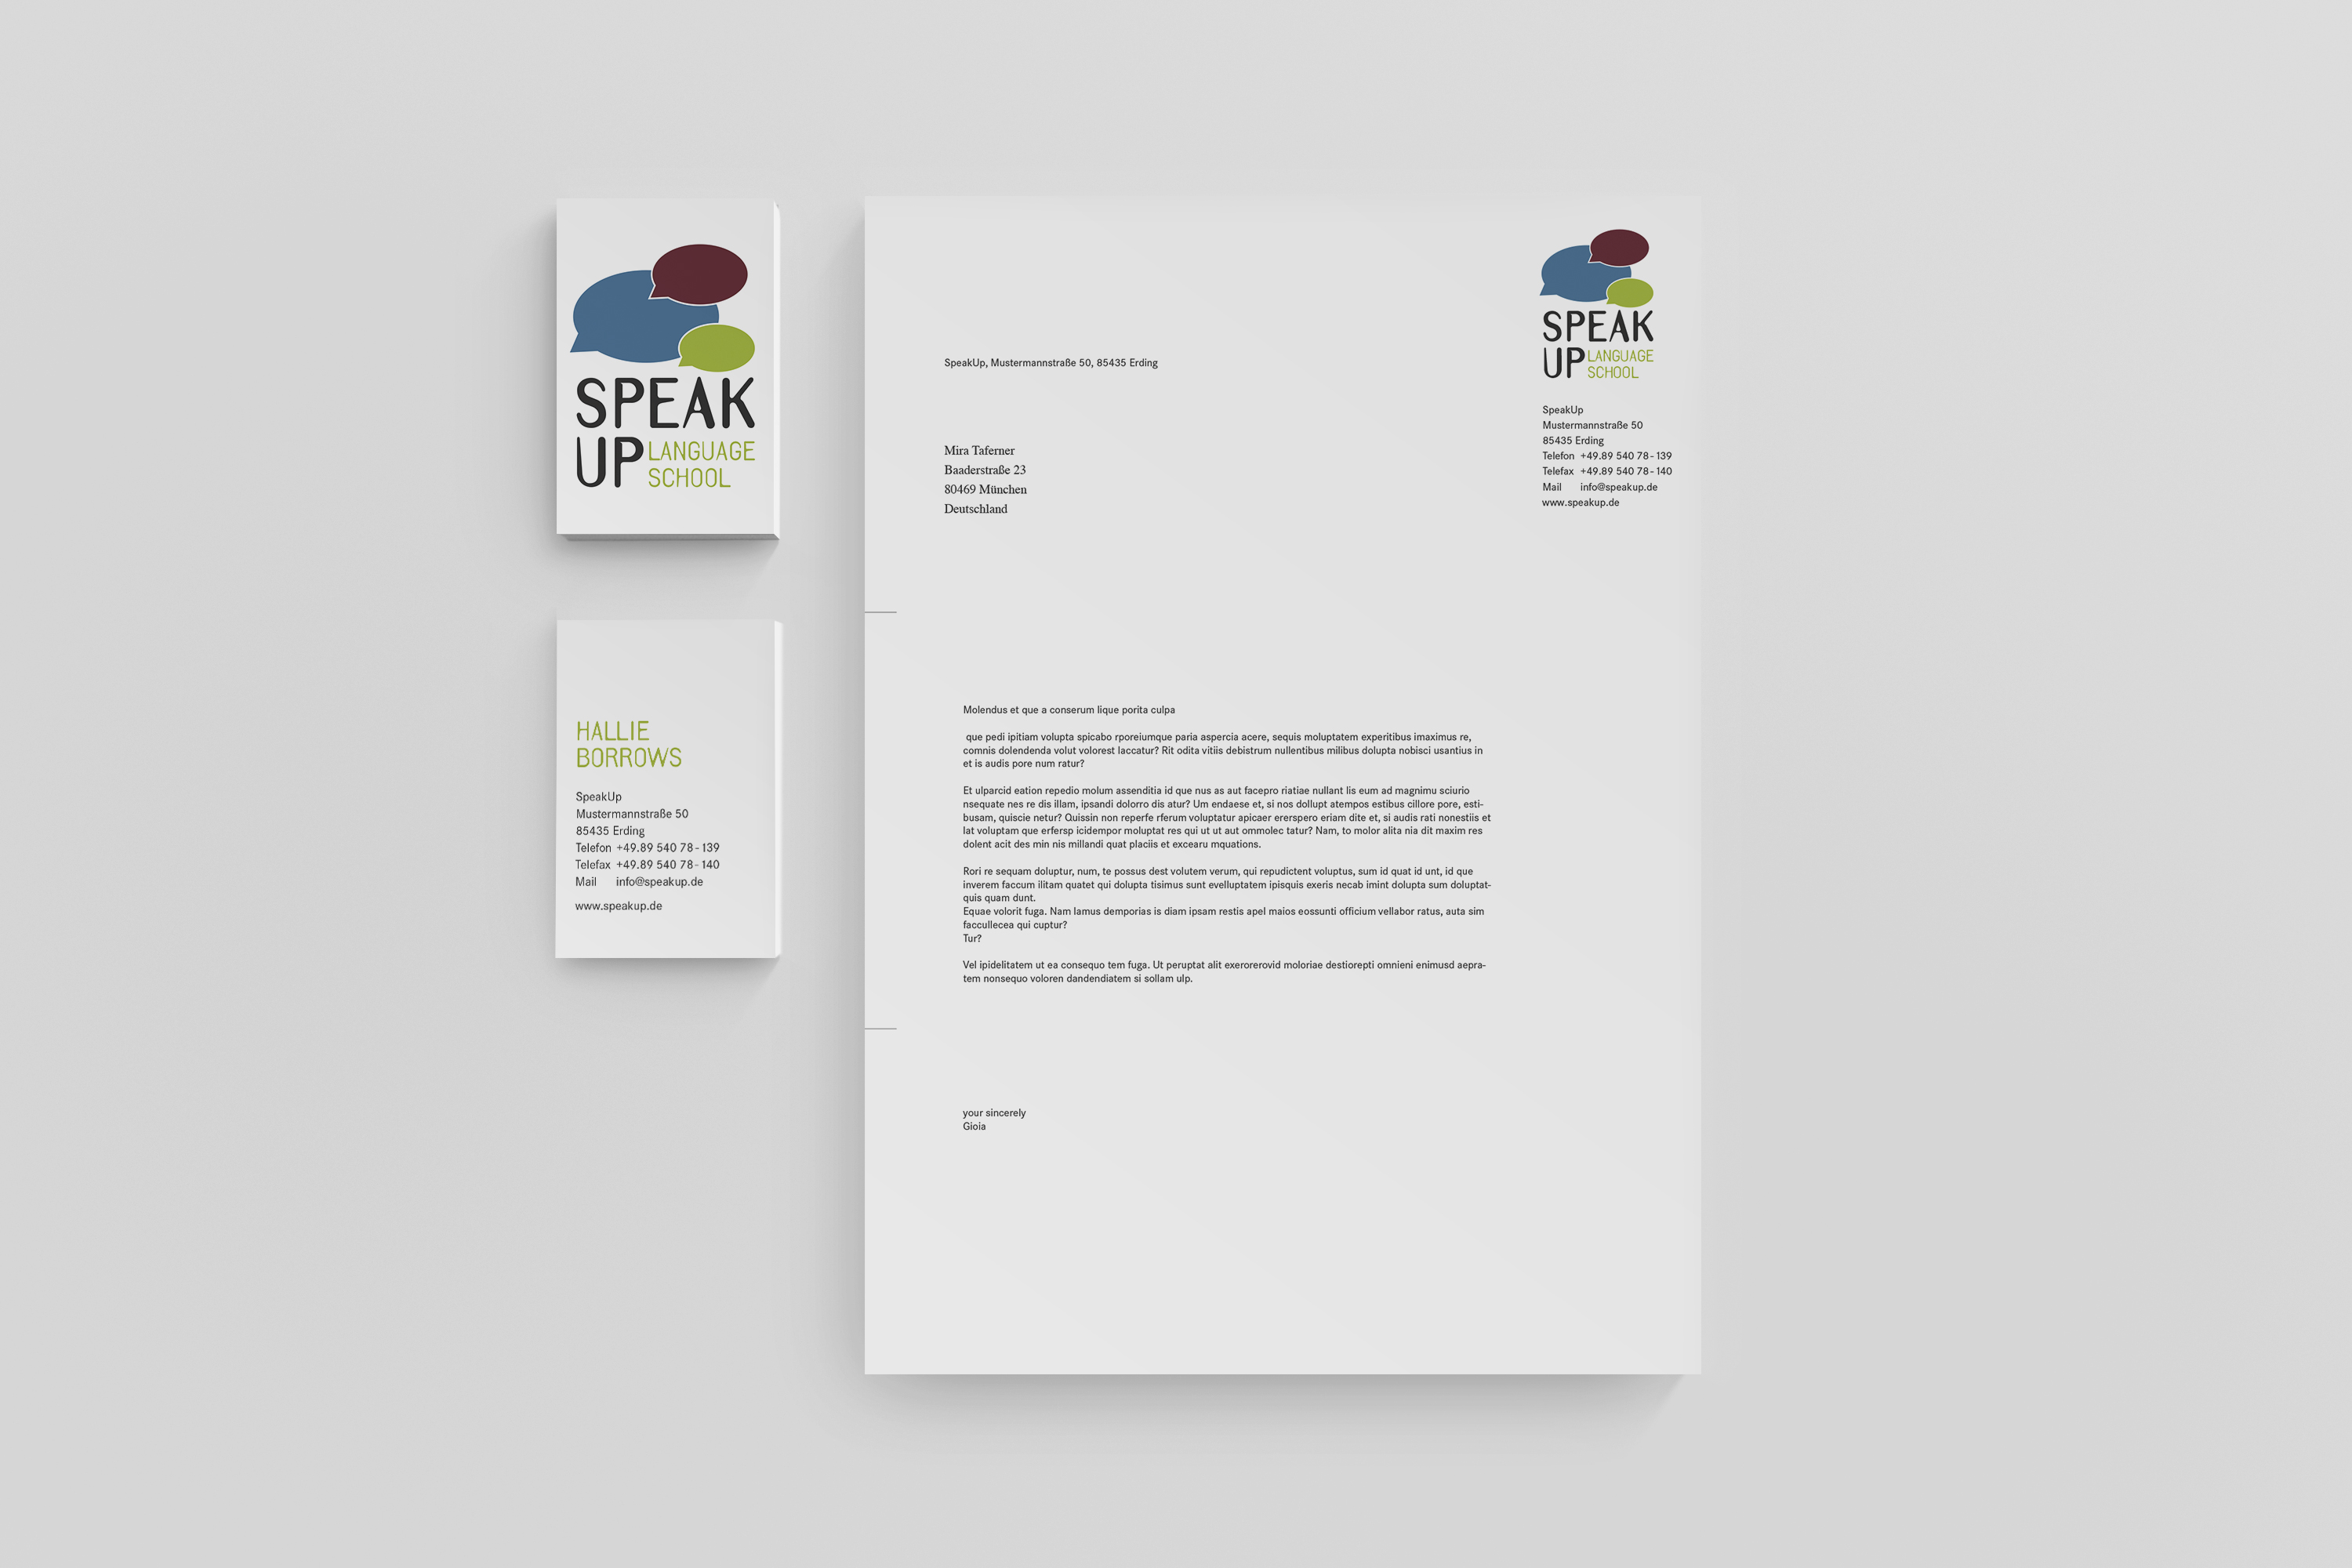 SPEAK
UP LANGUAGE
SCHOOL
HALLIE
BORROWS
SpeakUp
Mustermannstraße 50
85435 Erding
Telefon +49.89 540 78-139
Telefax +49.89 540 78-140
Mail info@speakup.de
www.speakup.de
SPEAK
UP LANGUAGE
SCHOOL
SpeakUp
Mustermannstraße 50
85435 Erding
Telefon +49.89 540 78-139
Telefax +49.89 540 78-140
Mail info@speakup.de
www.speakup.de
SpeakUp, Mustermannstraße 50, 85435 Erding
Mira Taferner
Baaderstraße 23
80469 München
Deutschland
Molendus et que a conserum lique porita culpa
que pedi ipitiam volupta spicabo rporeiumque paria aspercia acere, sequis moluptatem experitibus imaximus re,
comnis dolendenda volut volorest laccatur? Rit odita vitiis debistrum nullentibus milibus dolupta nobisci usantius in
et is audis pore num ratur?
Et ulparcid eation repedio molum assenditia id que nus as aut facepro riatiae nullant lis eum ad magnimu sciurio
nsequate nes re dis illam, ipsandi dolorro dis atur? Um endaese et, si nos dollupt atempos estibus cillore pore, esti-
busam, quiscie netur? Quissin non reperfe rferum voluptatur apicaer ererspero eriam dite et, si audis rati nonestiis et
lat voluptam que erfersp icidempor moluptat res qui ut ut aut ommolec tatur? Nam, to molor alita nia dit maxim res
dolent acit des min nis millandi quat placiis et excearu mquations.
Rori re sequam doluptur, num, te possus dest volutem verum, qui repudictent voluptus, sum id quat id unt, id que
inverem faccum ilitam quatet qui dolupta tisimus sunt evelluptatem ipisquis exeris necab imint dolupta sum doluptat-
quis quam dunt.
Equae volorit fuga. Nam lamus demporias is diam ipsam restis apel maios eossunti officium vellabor ratus, auta sim
faccullecea qui cuptur?
Tur?
Vel ipidelitatem ut ea consequo tem fuga. Ut peruptat alit exerorerovid moloriae destiorepti omnieni enimusd aepra-
tem nonsequo voloren dandendiatem si sollam ulp.
your sincerely
Gioia